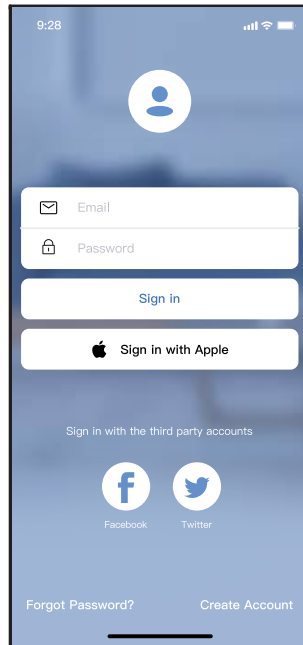 9:28
Email
Password
Sign in
Sign in with Apple
Sign in with the third party accounts
Facebook Twitter
Forgot Password? Create Account